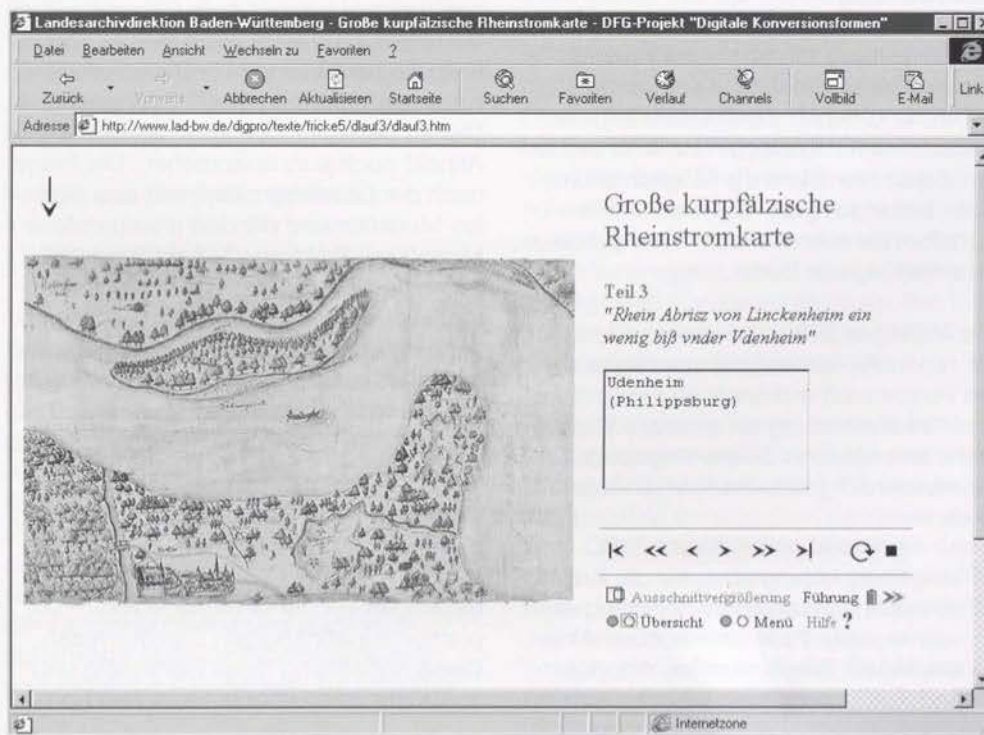 Landesarchivdirektion Baden-Württemberg - Große kurpfälzische Rheinstromkarte - DFG-Projekt "Digitale Konversionsformen"
Datei Bearbeiten Ansicht Wechseln zu Favoriten ?
Zurück Vorwärts Abbrechen Aktualisieren Startseite Suchen Favoriten Verlauf Channels Vollbild E-Mail Link
Adresse http://www.lad-bw.de/digpro/texte/fricke5/dlauf3/dlauf3.htm
Große kurpfälzische
Rheinstromkarte
Teil 3
"Rhein Abrisz von Linckenheim ein
wenig biß vnder Vdenheim"
Udenheim
(Philippsburg)
Ausschnittvergrößerung Führung >>
Übersicht Menü Hilfe ?
Internetzone